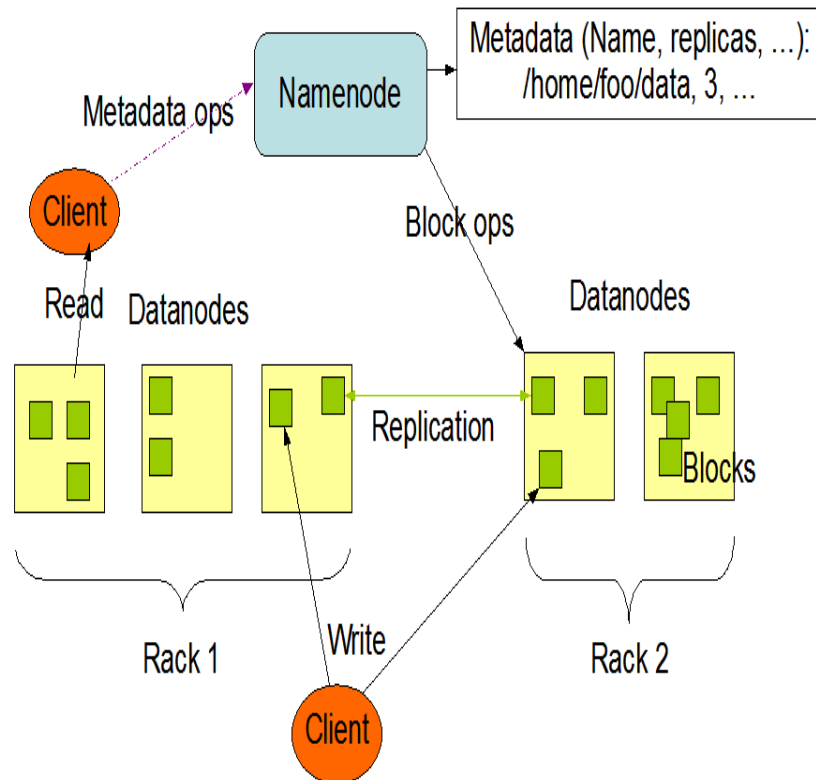 Metadata (Name, replicas, …):
/home/foo/data, 3, …
Namenode
Metadata ops
Client
Block ops
Read
Datanodes
Datanodes
Replication
Blocks
Rack 1
Write
Rack 2
Client